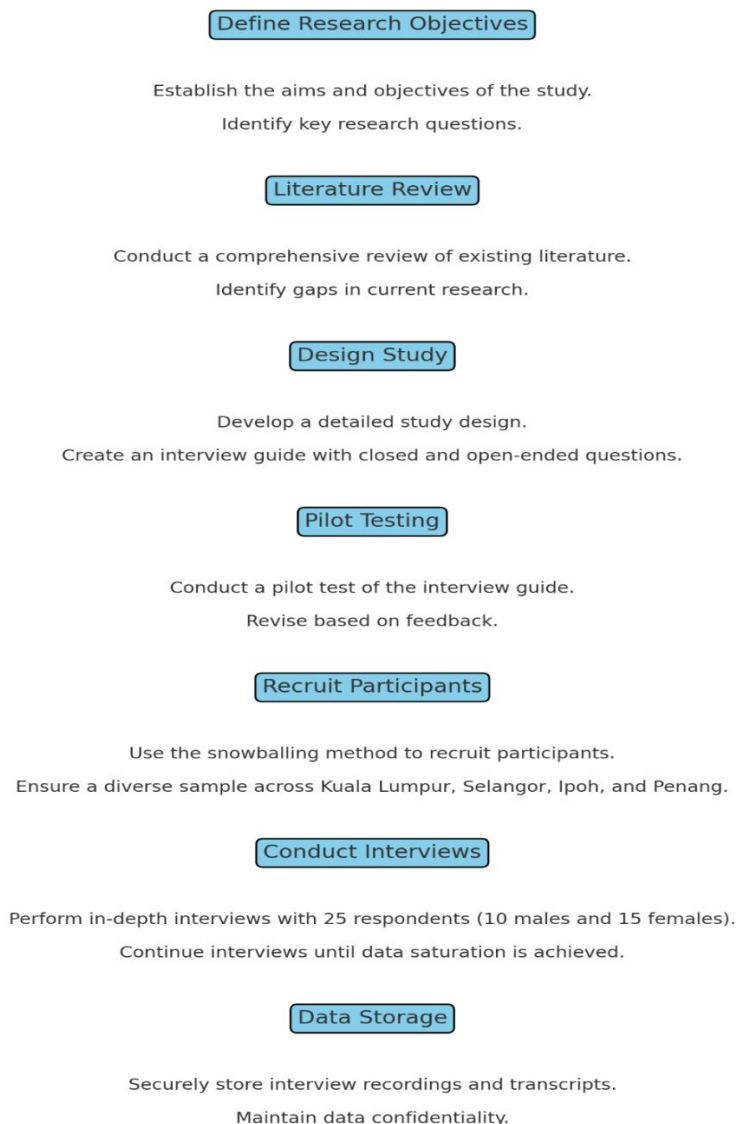 Define Research Objectives
Establish the aims and objectives of the study.
Identify key research questions.
Literature Review
Conduct a comprehensive review of existing literature.
Identify gaps in current research.
Design Study
Develop a detailed study design.
Create an interview guide with closed and open-ended questions.
Pilot Testing
Conduct a pilot test of the interview guide.
Revise based on feedback.
Recruit Participants
Use the snowballing method to recruit participants.
Ensure a diverse sample across Kuala Lumpur, Selangor, Ipoh, and Penang.
Conduct Interviews
Perform in-depth interviews with 25 respondents (10 males and 15 females).
Continue interviews until data saturation is achieved.
Data Storage
Securely store interview recordings and transcripts.
Maintain data confidentiality.